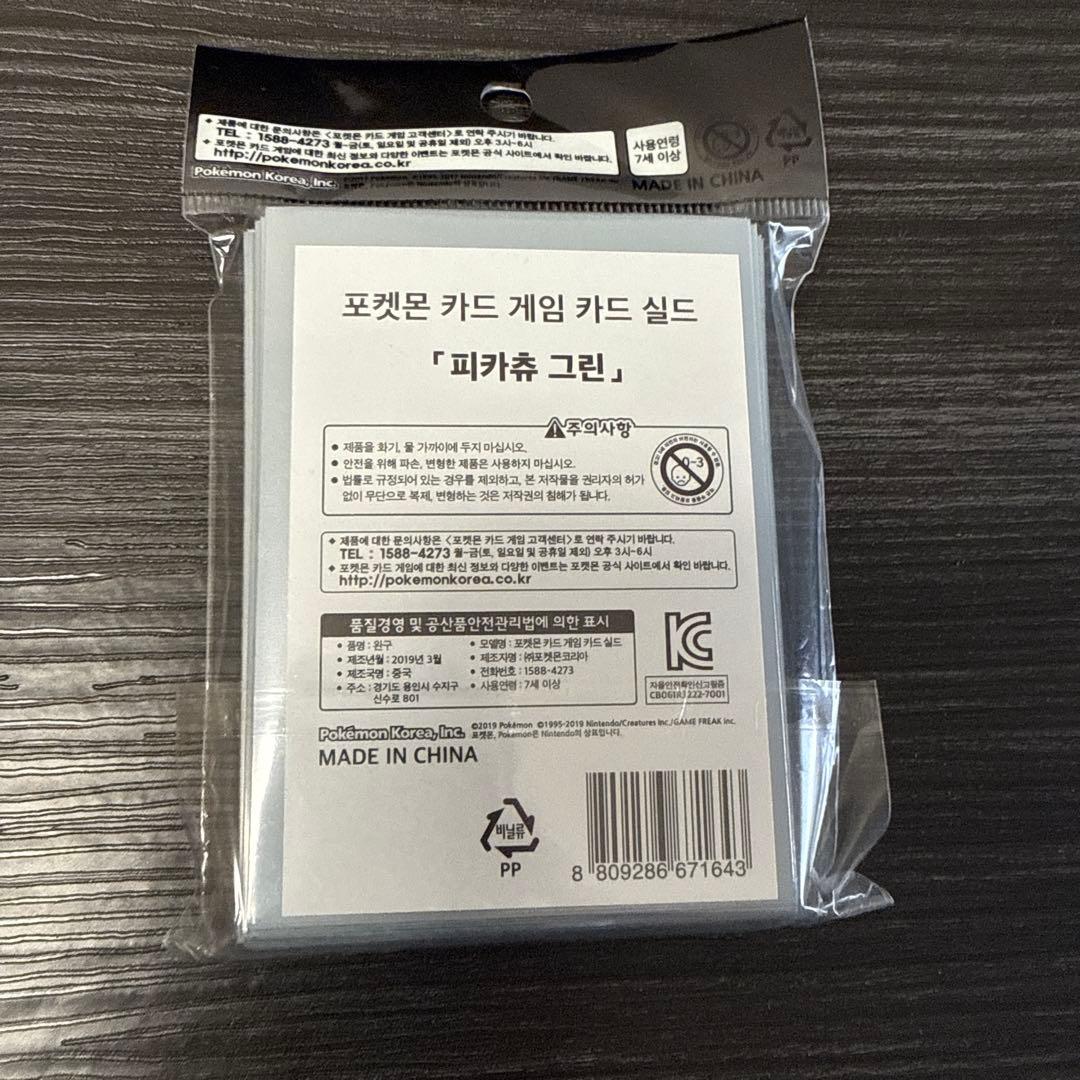 ◆ 제품에 대한 문의사항은 <포켓몬 카드 게임 고객센터>로 연락 주시기 바랍니다.
TEL : 1588-4273 월-금(토, 일요일 및 공휴일 제외) 오후 3시-6시
◆ 포켓몬 카드 게임에 대한 최신 정보와 다양한 이벤트는 포켓몬 공식 사이트에서 확인 바랍니다.
http://pokemonkorea.co.kr
사용연령
7세 이상
PP
Pokémon Korea, Inc.
MADE IN CHINA
포켓몬 카드 게임 카드 실드
「피카츄 그린」
주의사항
● 제품을 화기, 물 가까이에 두지 마십시오.
● 안전을 위해 파손, 변형한 제품은 사용하지 마십시오.
● 법률로 규정되어 있는 경우를 제외하고, 본 저작물을 권리자의 허가
없이 무단으로 복제, 변형하는 것은 저작권의 침해가 됩니다.
0-3
◆ 제품에 대한 문의사항은 <포켓몬 카드 게임 고객센터>로 연락 주시기 바랍니다.
TEL : 1588-4273 월-금(토, 일요일 및 공휴일 제외) 오후 3시-6시
◆ 포켓몬 카드 게임에 대한 최신 정보와 다양한 이벤트는 포켓몬 공식 사이트에서 확인 바랍니다.
http://pokemonkorea.co.kr
품질경영 및 공산품안전관리법에 의한 표시
• 품명 : 완구
• 제조년월 : 2019년 3월
• 제조국명 : 중국
• 주소 : 경기도 용인시 수지구
신수로 801
• 모델명 : 포켓몬 카드 게임 카드 실드
• 제조자명 : ㈜포켓몬코리아
• 전화번호 : 1588-4273
• 사용연령 : 7세 이상
KC
자율안전확인신고필증
CB061R1222-7001
Pokémon Korea, Inc.
©2019 Pokémon ©1995-2019 Nintendo/Creatures Inc./GAME FREAK inc.
포켓몬, Pokémon은 Nintendo의 상표입니다.
MADE IN CHINA
비닐류
PP
8 809286 671643